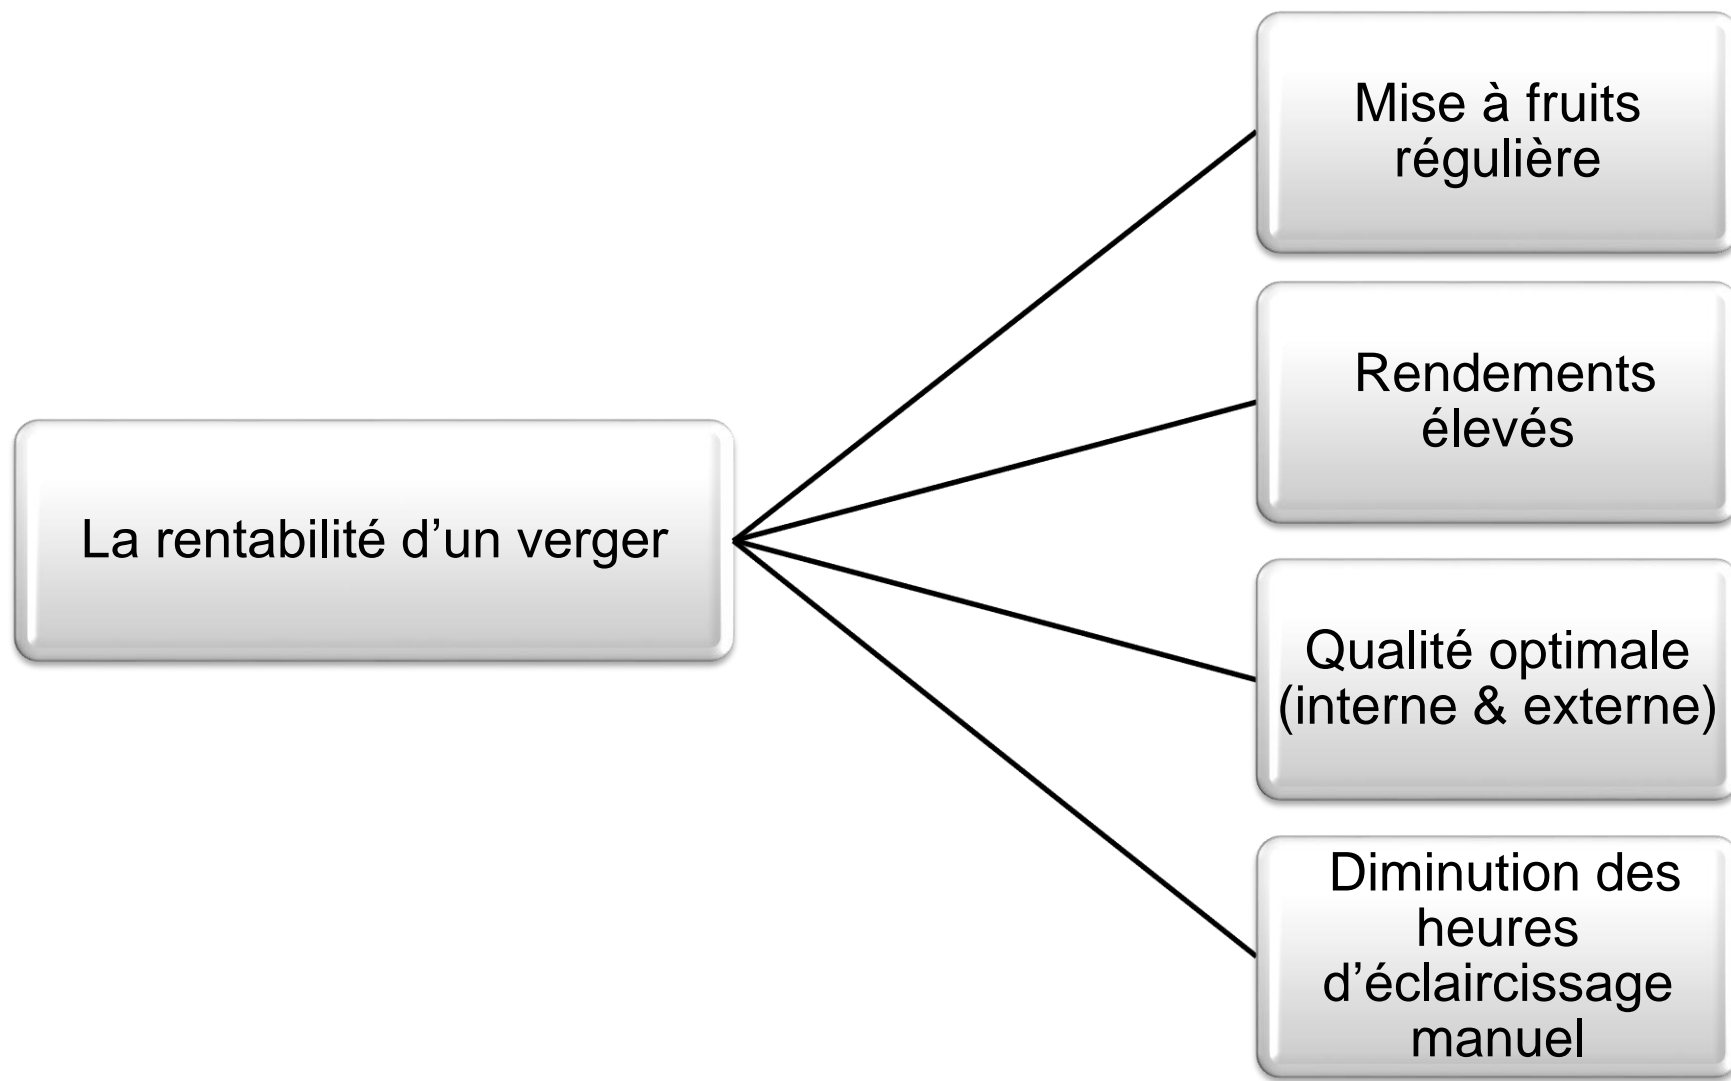 La rentabilité d’un verger
Mise à fruits
régulière
Rendements
élevés
Qualité optimale
(interne & externe)
Diminution des
heures
d’éclaircissage
manuel